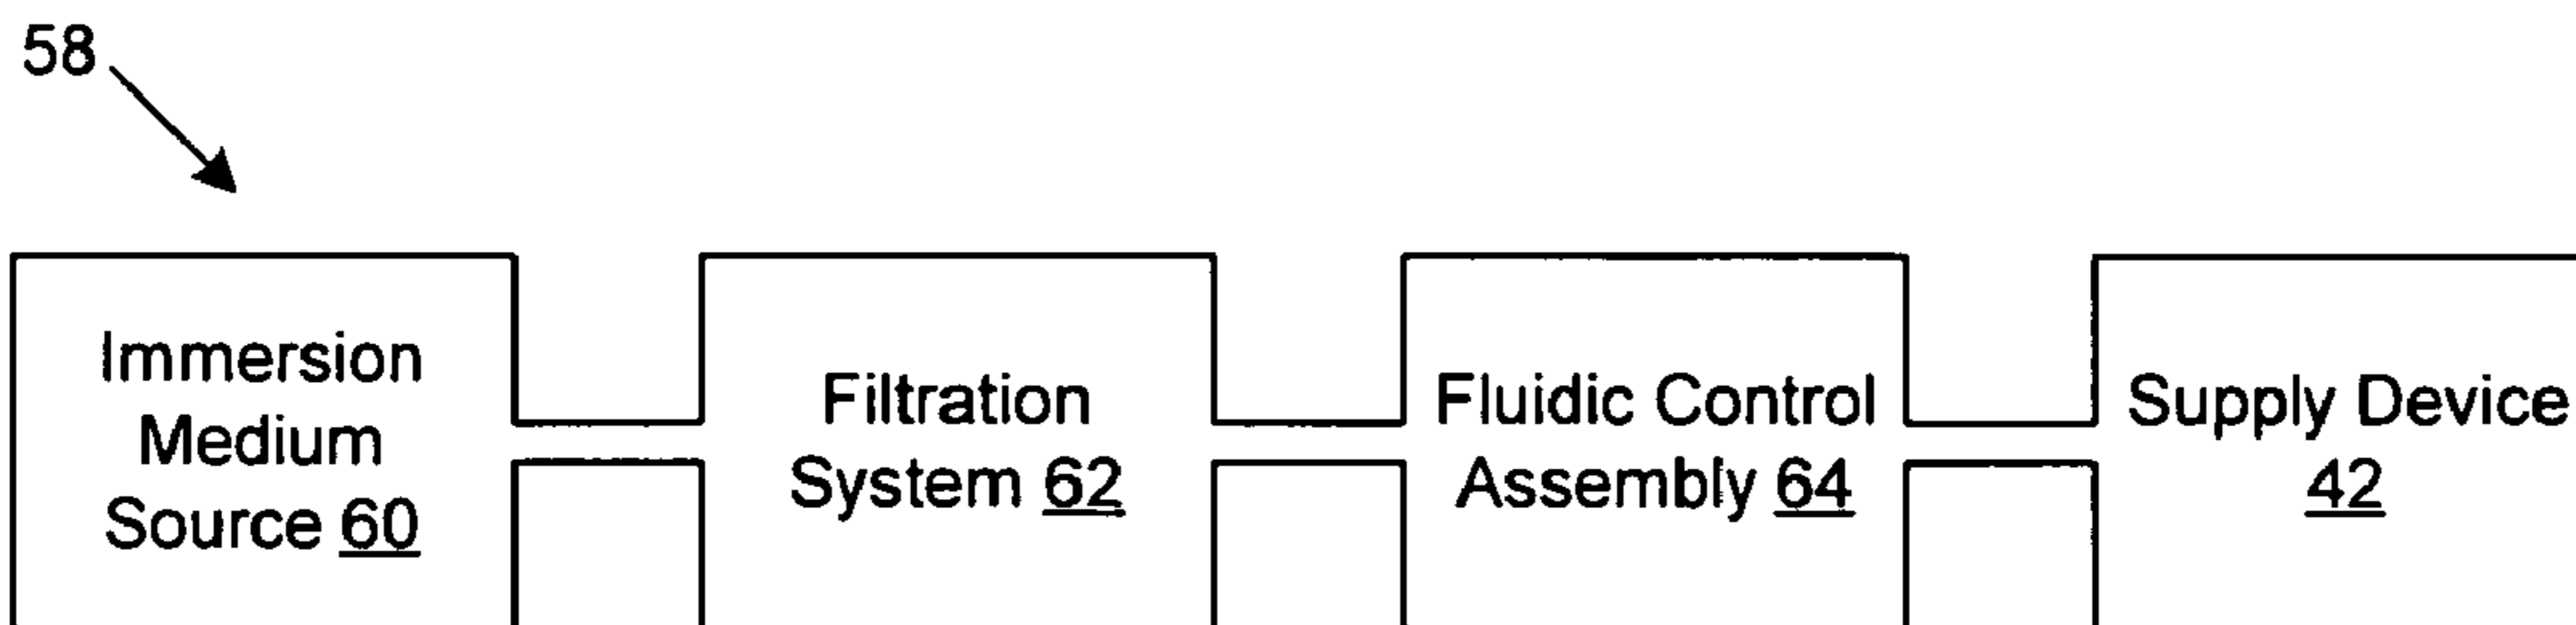 58
Immersion
Medium
Source 60
Filtration
System 62
Fluidic Control
Assembly 64
Supply Device
42